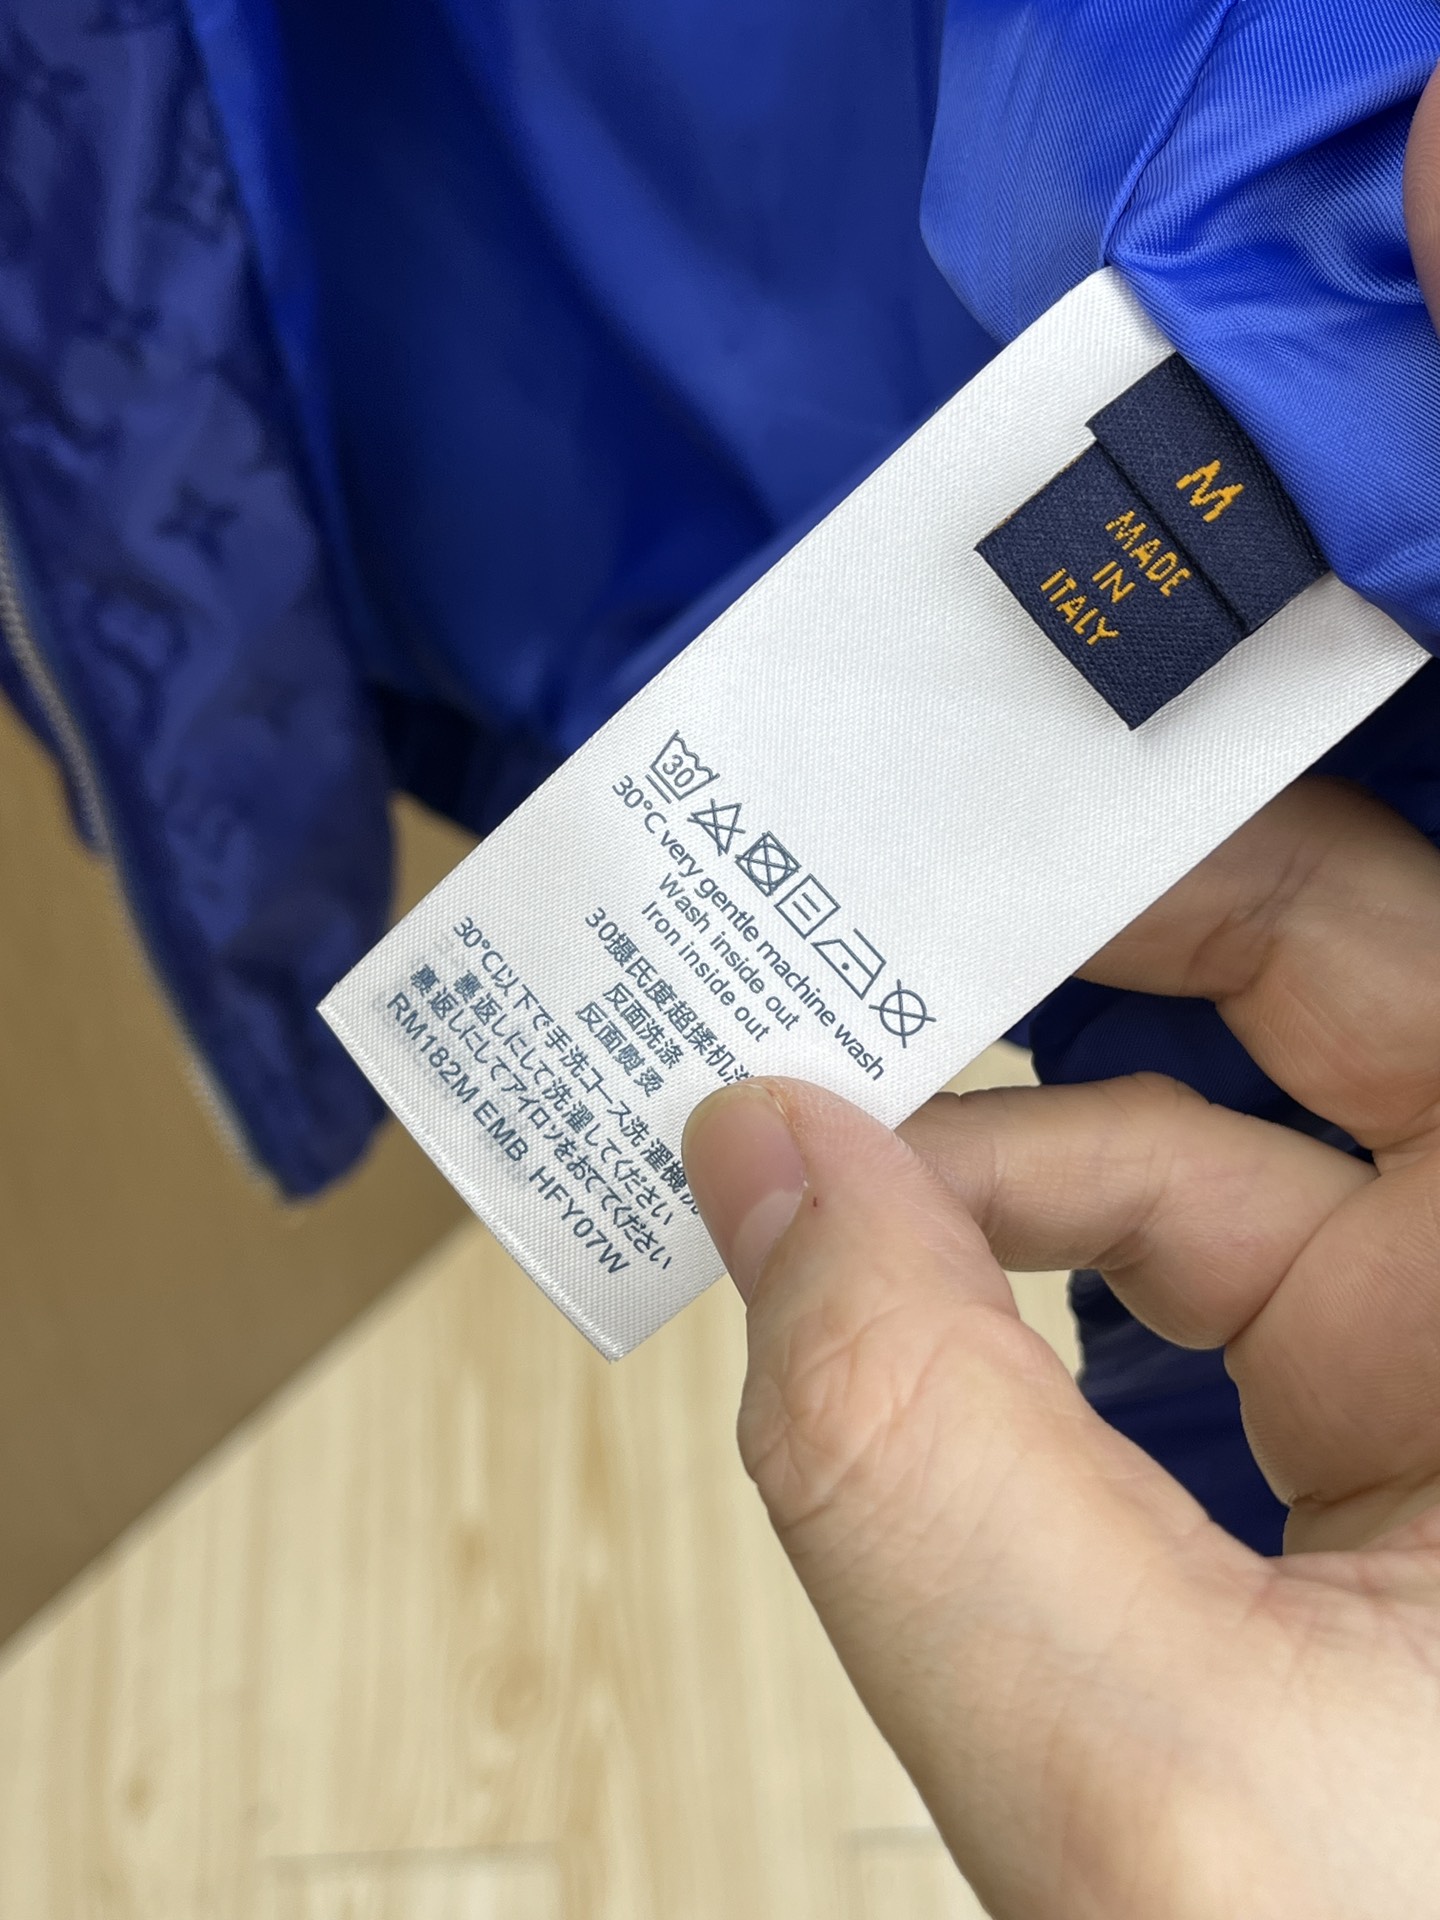 M
MADE
IN
ITALY
30
30°C very gentle machine wash
Wash inside out
Iron inside out
30摄氏度超揉机洗
反面洗涤
反面熨烫
30°C以下で手洗コース洗濯機洗
裏返しにして洗濯してください
裏返しにしてアイロンをおててください
RM182M EMB HFY07W